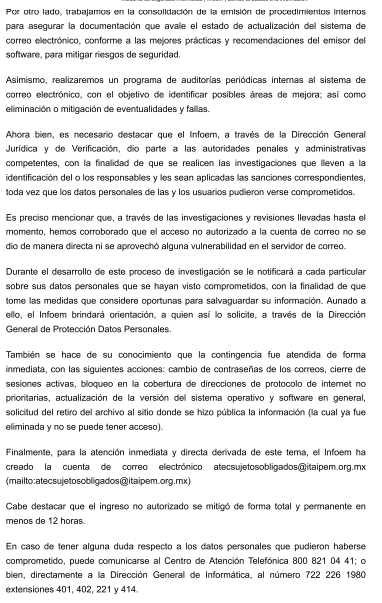 Por otro lado, trabajamos en la consolidación de la emisión de procedimientos internos
para asegurar la documentación que avale el estado de actualización del sistema de
correo electrónico, conforme a las mejores prácticas y recomendaciones del emisor del
software, para mitigar riesgos de seguridad.
Asimismo, realizaremos un programa de auditorías periódicas internas al sistema de
correo electrónico, con el objetivo de identificar posibles áreas de mejora; así como
eliminación o mitigación de eventualidades y fallas.
Ahora bien, es necesario destacar que el Infoem, a través de la Dirección General
Jurídica y de Verificación, dio parte a las autoridades penales y administrativas
competentes, con la finalidad de que se realicen las investigaciones que lleven a la
identificación del o los responsables y les sean aplicadas las sanciones correspondientes,
toda vez que los datos personales de las y los usuarios pudieron verse comprometidos.
Es preciso mencionar que, a través de las investigaciones y revisiones llevadas hasta el
momento, hemos corroborado que el acceso no autorizado a la cuenta de correo no se
dio de manera directa ni se aprovechó alguna vulnerabilidad en el servidor de correo.
Durante el desarrollo de este proceso de investigación se le notificará a cada particular
sobre sus datos personales que se hayan visto comprometidos, con la finalidad de que
tome las medidas que considere oportunas para salvaguardar su información. Aunado a
ello, el Infoem brindará orientación, a quien así lo solicite, a través de la Dirección
General de Protección Datos Personales.
También se hace de su conocimiento que la contingencia fue atendida de forma
inmediata, con las siguientes acciones: cambio de contraseñas de los correos, cierre de
sesiones activas, bloqueo en la cobertura de direcciones de protocolo de internet no
prioritarias, actualización de la versión del sistema operativo y software en general,
solicitud del retiro del archivo al sitio donde se hizo pública la información (la cual ya fue
eliminada y no se puede tener acceso).
Finalmente, para la atención inmediata y directa derivada de este tema, el Infoem ha
creado la cuenta de correo electrónico atecsujetosobligados@itaipem.org.mx
(mailto:atecsujetosobligados@itaipem.org.mx)
Cabe destacar que el ingreso no autorizado se mitigó de forma total y permanente en
menos de 12 horas.
En caso de tener alguna duda respecto a los datos personales que pudieron haberse
comprometido, puede comunicarse al Centro de Atención Telefónica 800 821 04 41; o
bien, directamente a la Dirección General de Informática, al número 722 226 1980
extensiones 401, 402, 221 y 414.